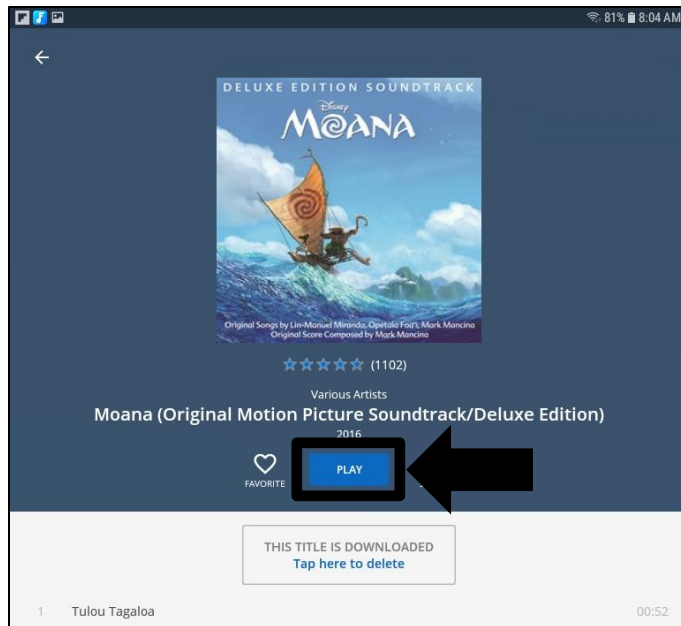 81% 8:04 AM
DELUXE EDITION SOUNDTRACK
Disney
MOANA
Original Songs by Lin-Manuel Miranda, Opetaia Foa'i, Mark Mancina
Original Score Composed by Mark Mancina
(1102)
Various Artists
Moana (Original Motion Picture Soundtrack/Deluxe Edition)
2016
FAVORITE
PLAY
THIS TITLE IS DOWNLOADED
Tap here to delete
1 Tulou Tagaloa 00:52